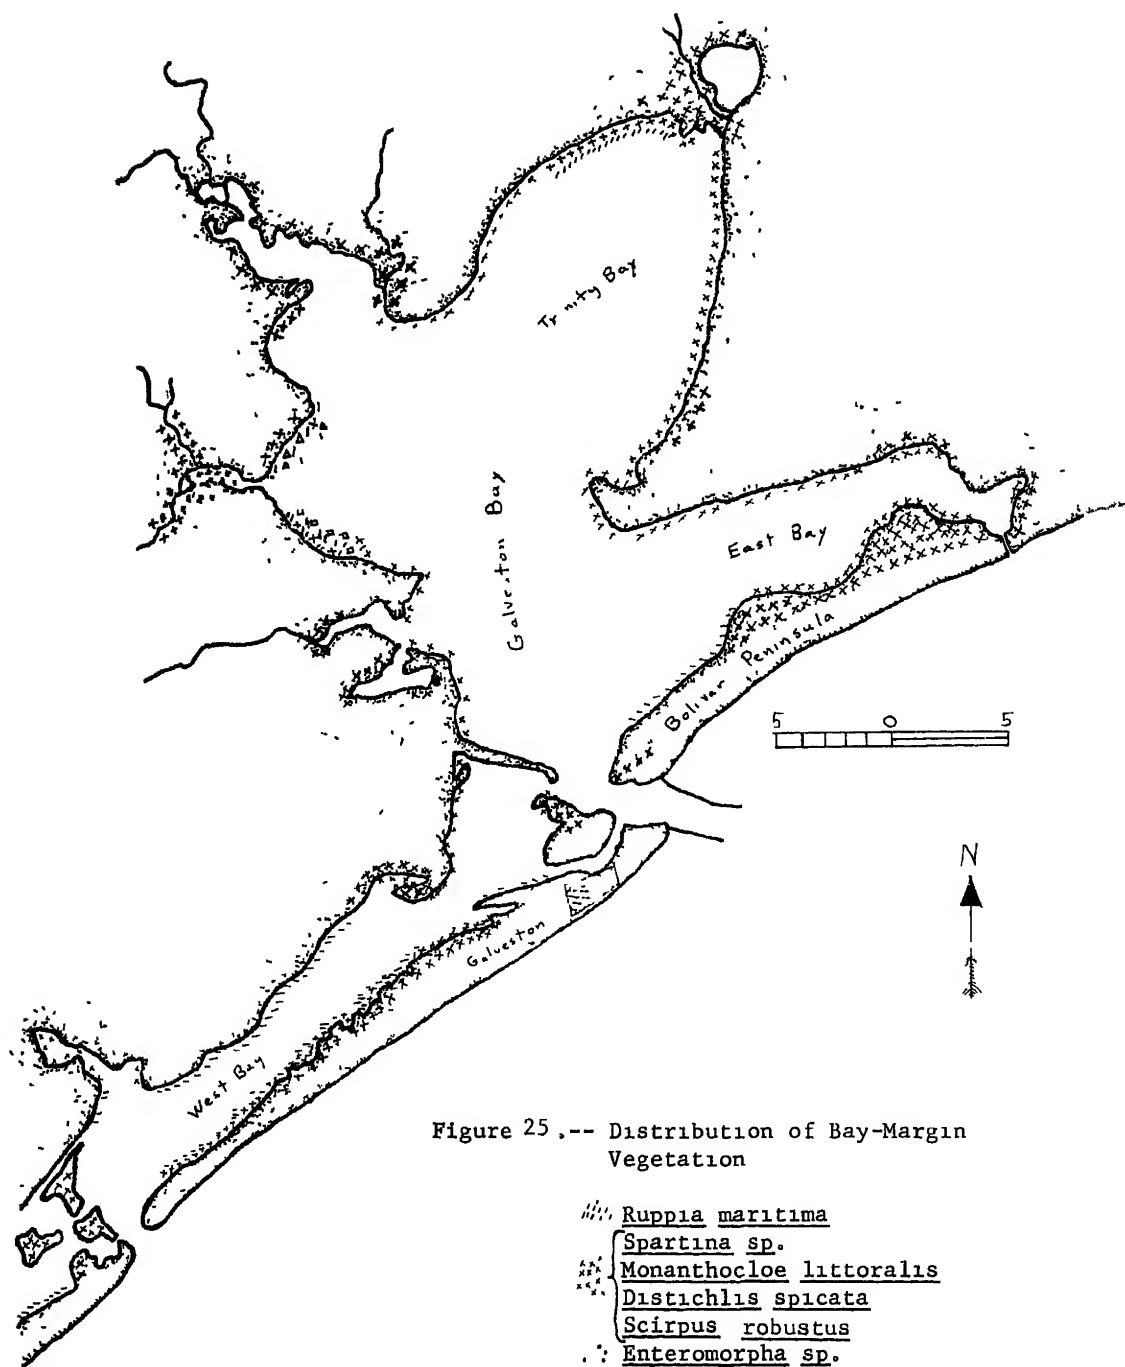 Trinity Bay
Galveston Bay
East Bay
Bolivar Peninsula
5 0 5
N
Galveston
West Bay
Figure 25.-- Distribution of Bay-Margin
Vegetation
Ruppia maritima
Spartina sp.
Monanthocloe littoralis
Distichlis spicata
Scirpus robustus
Enteromorpha sp.